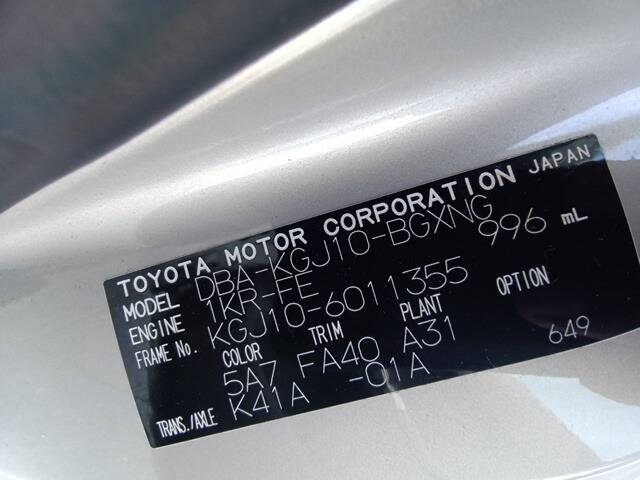 TOYOTA MOTOR CORPORATION JAPAN
MODEL DBA-KGJ10-BGXNG
ENGINE 1KR-FE 996 mL
FRAME No. KGJ10-6011355
COLOR TRIM PLANT OPTION
5A7 FA40 A31 649
TRANS./AXLE K41A -01A